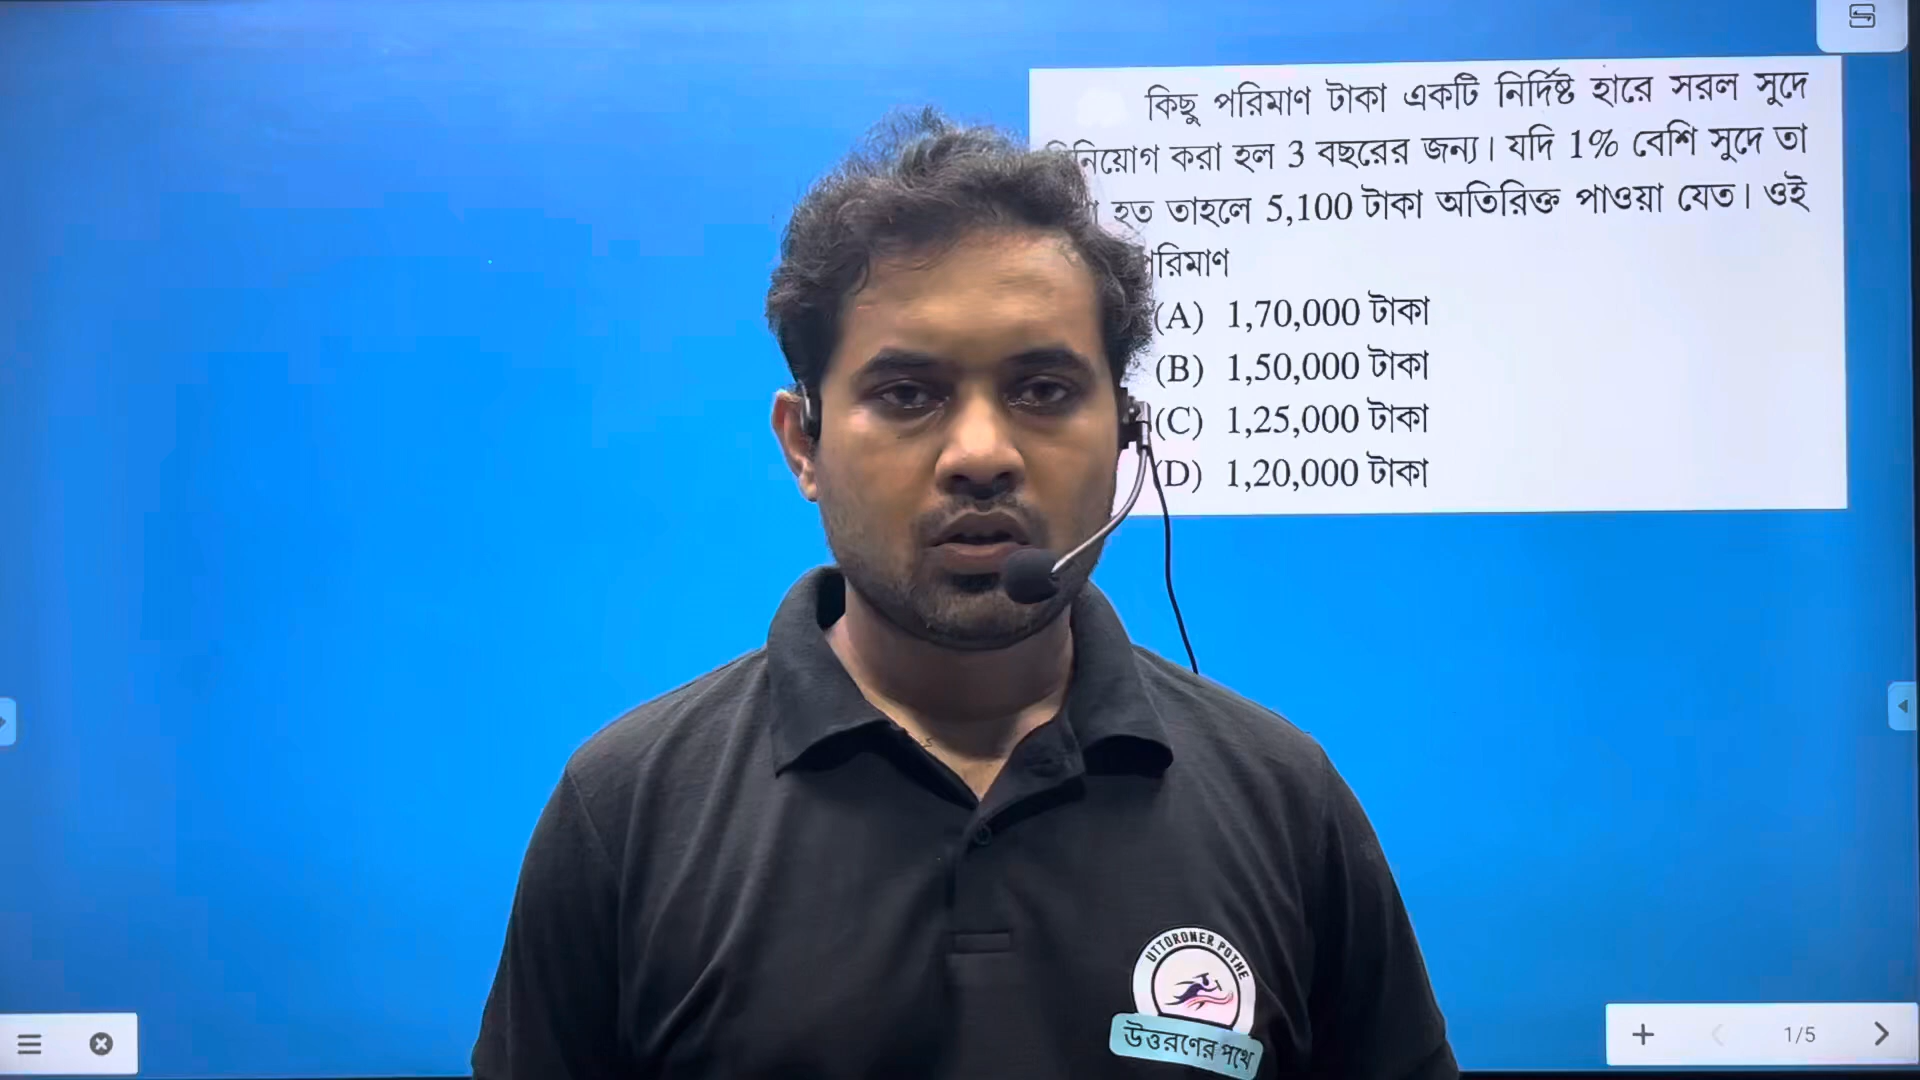 কিছু পরিমাণ টাকা একটি নির্দিষ্ট হারে সরল সুদে
করা হল 3 বছরের জন্য। যদি 1% বেশি সুদে তা
হত তাহলে 5,100 টাকা অতিরিক্ত পাওয়া যেত। ওই
পরিমাণ
(A) 1,70,000 টাকা
(B) 1,50,000 টাকা
(C) 1,25,000 টাকা
(D) 1,20,000 টাকা
UTTORONER POTHE
উত্তরণের পথে
1/5